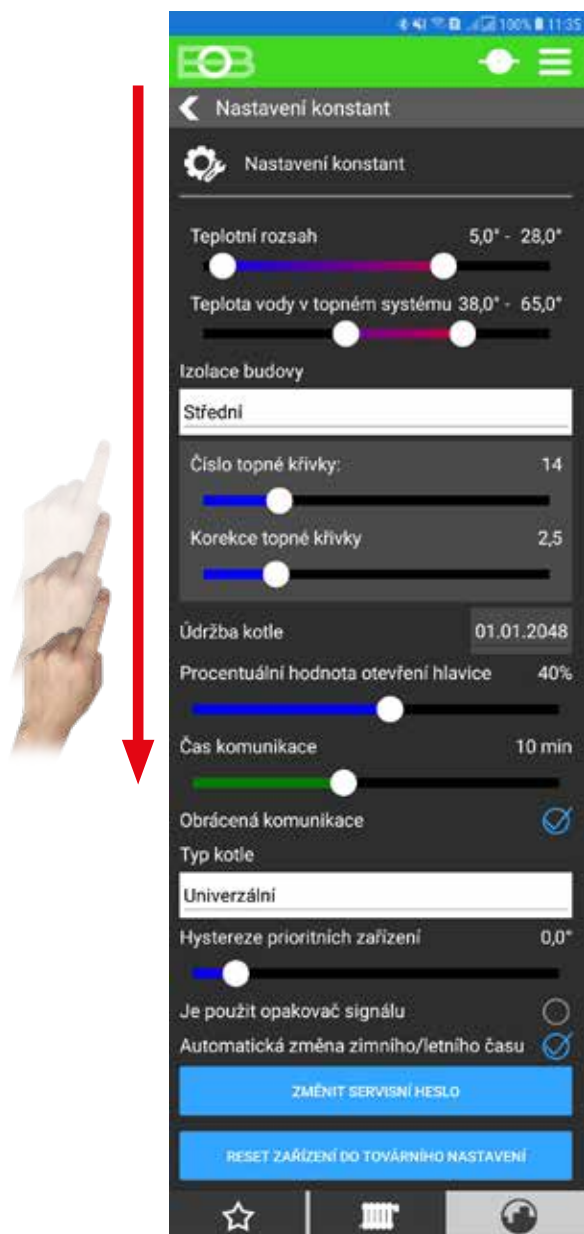 100% 11:35
EOB
Nastavení konstant
Nastavení konstant
Teplotní rozsah 5,0° - 28,0°
Teplota vody v topném systému 38,0° - 65,0°
Izolace budovy
Střední
Číslo topné křivky: 14
Korekce topné křivky 2,5
Údržba kotle 01.01.2048
Procentuální hodnota otevření hlavice 40%
Čas komunikace 10 min
Obrácená komunikace
Typ kotle
Univerzální
Hystereze prioritních zařízení 0,0°
Je použit opakovač signálu
Automatická změna zimního/letního času
ZMĚNIT SERVISNÍ HESLO
RESET ZAŘÍZENÍ DO TOVÁRNÍHO NASTAVENÍ